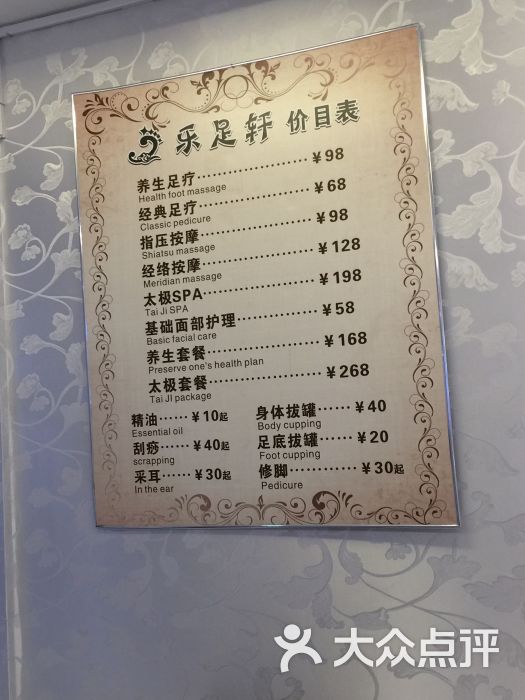 乐足轩 价目表
养生足疗 ¥98
Health foot massage
经典足疗 ¥68
Classic pedicure
指压按摩 ¥98
Shiatsu massage
经络按摩 ¥128
Meridian massage
太极SPA ¥198
Tai Ji SPA
基础面部护理 ¥58
Basic facial care
养生套餐 ¥168
Preserve one's health plan
太极套餐 ¥268
Tai JI package
精油 ¥10起 身体拔罐 ¥40
Essential oil Body cupping
刮痧 ¥40起 足底拔罐 ¥20
scrapping Foot cupping
采耳 ¥30起 修脚 ¥30起
In the ear Pedicure
大众点评